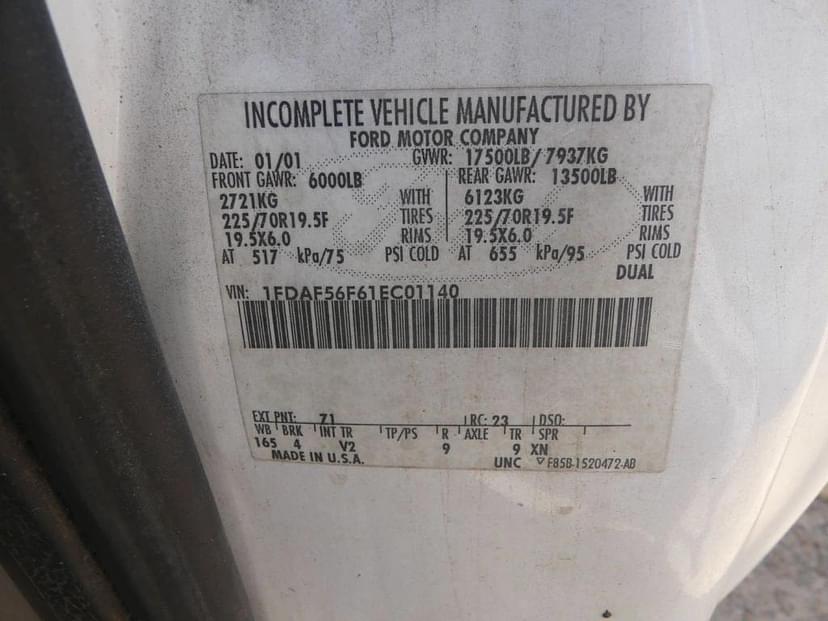 INCOMPLETE VEHICLE MANUFACTURED BY
FORD MOTOR COMPANY
DATE: 01/01 GVWR: 17500LB/ 7937KG
FRONT GAWR: 6000LB REAR GAWR: 13500LB
2721KG WITH 6123KG WITH
225/70R19.5F TIRES 225/70R19.5F TIRES
19.5X6.0 RIMS 19.5X6.0 RIMS
AT 517 kPa/75 PSI COLD AT 655 kPa/95 PSI COLD
DUAL
VIN: 1FDAF56F61EC01140
EXT PNT: Z1 RC: 23 DSO:
WB BRK INT TR TP/PS R AXLE TR SPR
165 4 V2 9 9 XN
MADE IN U.S.A. UNC F85B-1520472-AB